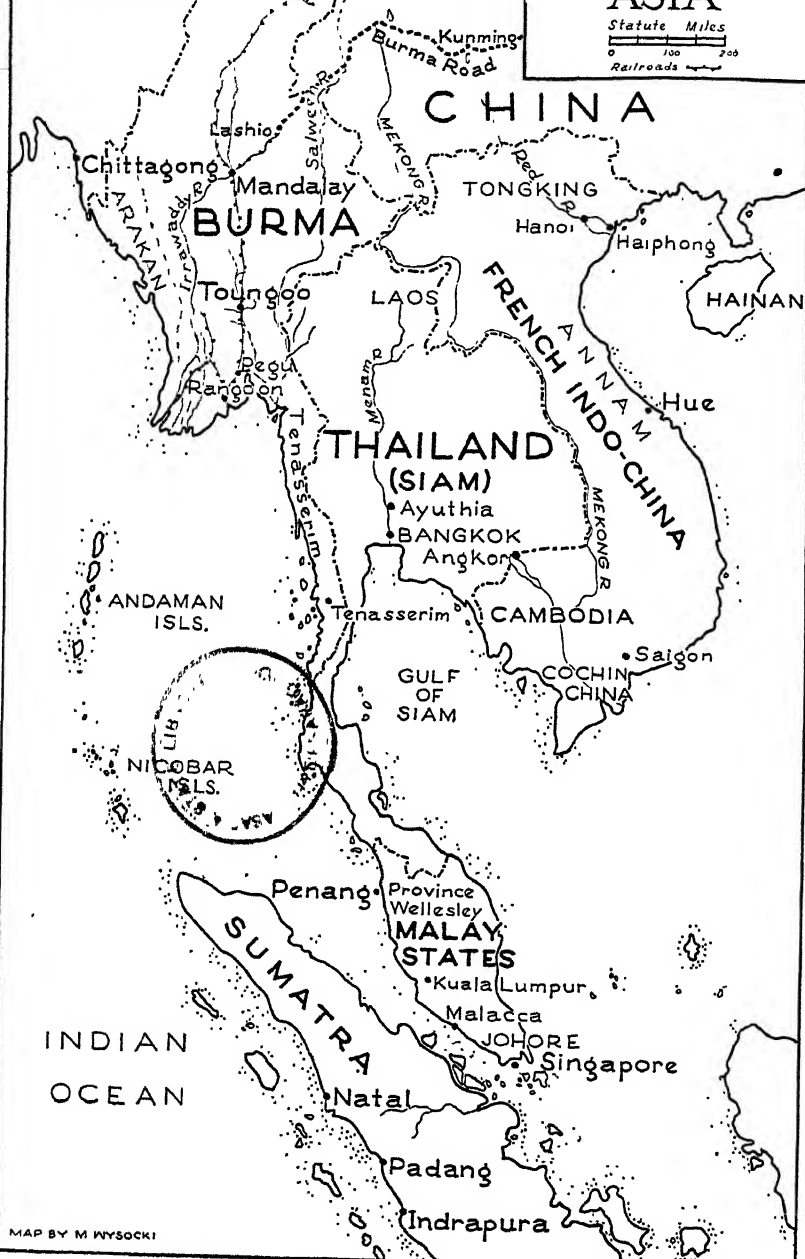 ASIA
Statute Miles
0 100 200
Railroads
Kunming
Burma Road
CHINA
Lashio
Salween R.
MEKONG R.
Red R.
Chittagong
Mandalay
TONGKING
ARAKAN
Irrawaddy R.
BURMA
Hanoi
Haiphong
Toungoo
LAOS
FRENCH INDO-CHINA
HAINAN
ANNAM
Pegu
Rangoon
Menam R.
Hue
Tenasserim
THAILAND
(SIAM)
Ayuthia
BANGKOK
Angkor
MEKONG R
ANDAMAN
ISLS.
Tenasserim
CAMBODIA
Saigon
GULF
OF
SIAM
COCHIN
CHINA
LIB
NICOBAR
ISLS.
Penang
Province
Wellesley
MALAY
STATES
SUMATRA
Kuala Lumpur
Malacca
JOHORE
Singapore
INDIAN
OCEAN
Natal
Padang
Indrapura
MAP BY M WYSOCKI